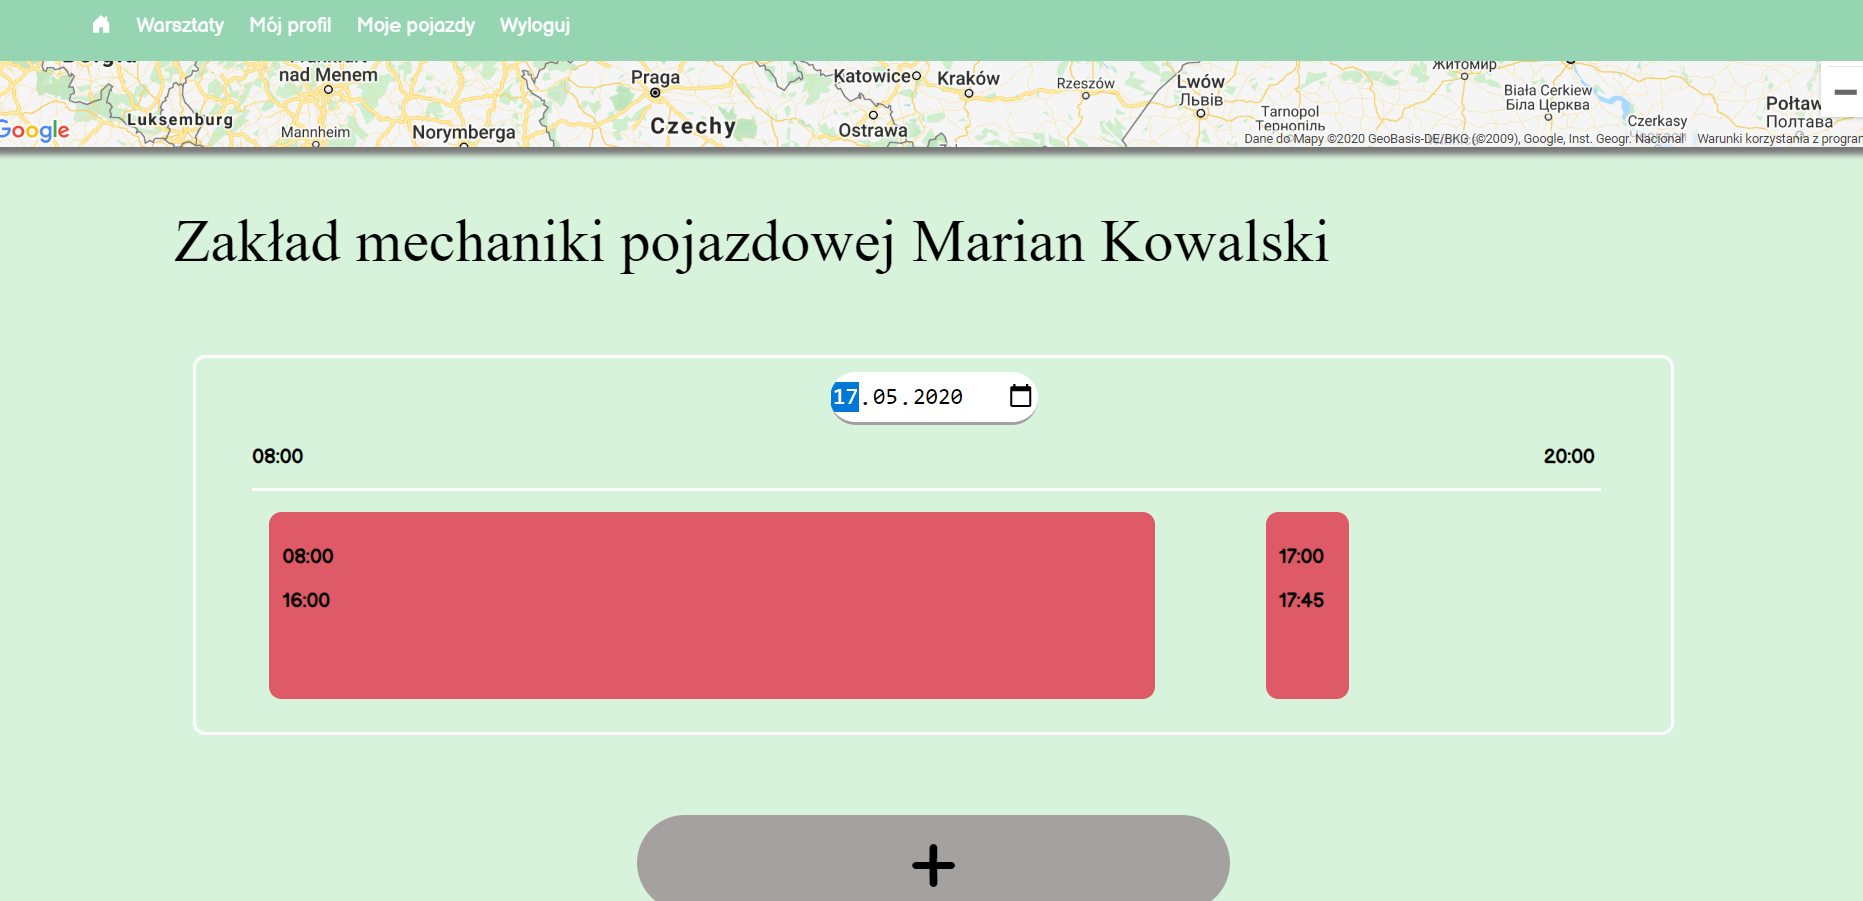 Warsztaty Mój profil Moje pojazdy Wyloguj
nad Menem
Praga
Katowice
Kraków
Rzeszów
Lwów
Львів
Житомир
Biała Cerkiew
Біла Церква
Połtaw
Полтава
Luksemburg
Google
Mannheim
Norymberga
Czechy
Ostrawa
Tarnopol
Тернопіль
Czerkasy
Dane do Mapy ©2020 GeoBasis-DE/BKG (©2009), Google, Inst. Geogr. Nacional
Warunki korzystania z program
Zakład mechaniki pojazdowej Marian Kowalski
17.05.2020
08:00 20:00
08:00
16:00
17:00
17:45